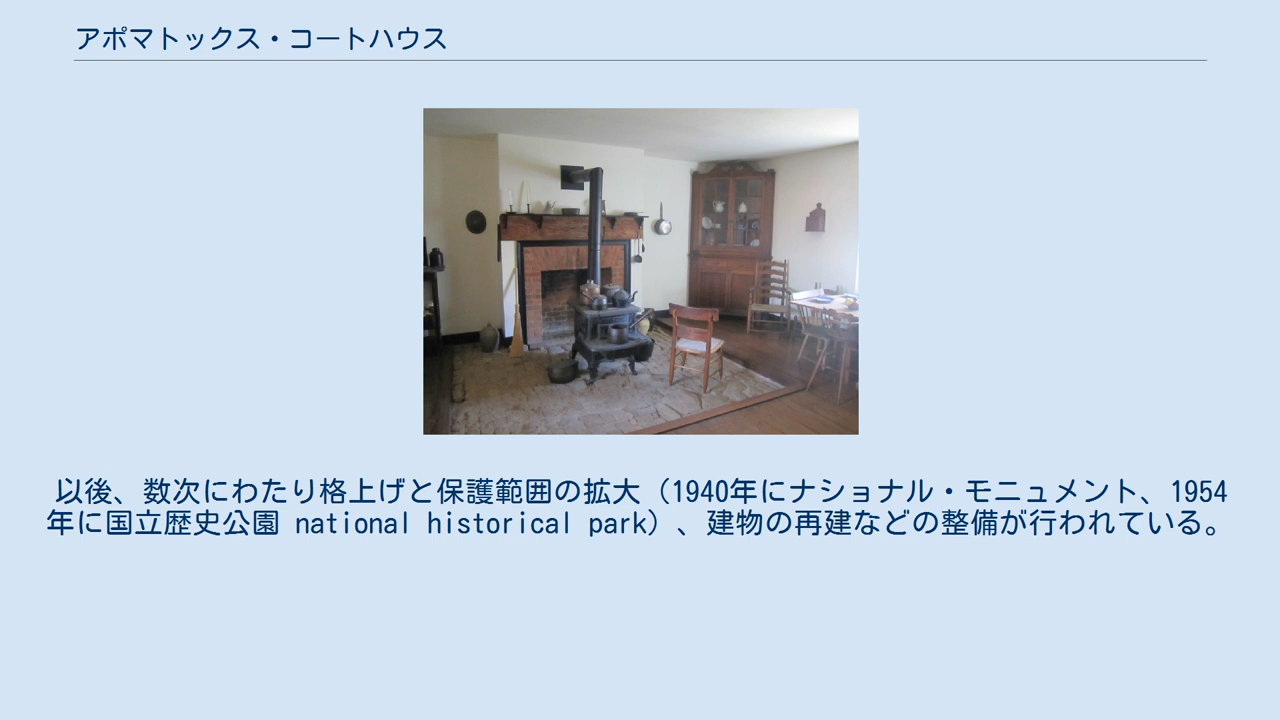 アポマトックス・コートハウス
以後、数次にわたり格上げと保護範囲の拡大（1940年にナショナル・モニュメント、1954
年に国立歴史公園 national historical park）、建物の再建などの整備が行われている。